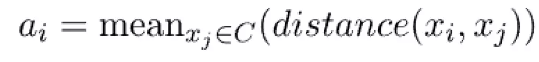 a_i = mean_{x_j∈C}(distance(x_i, x_j))